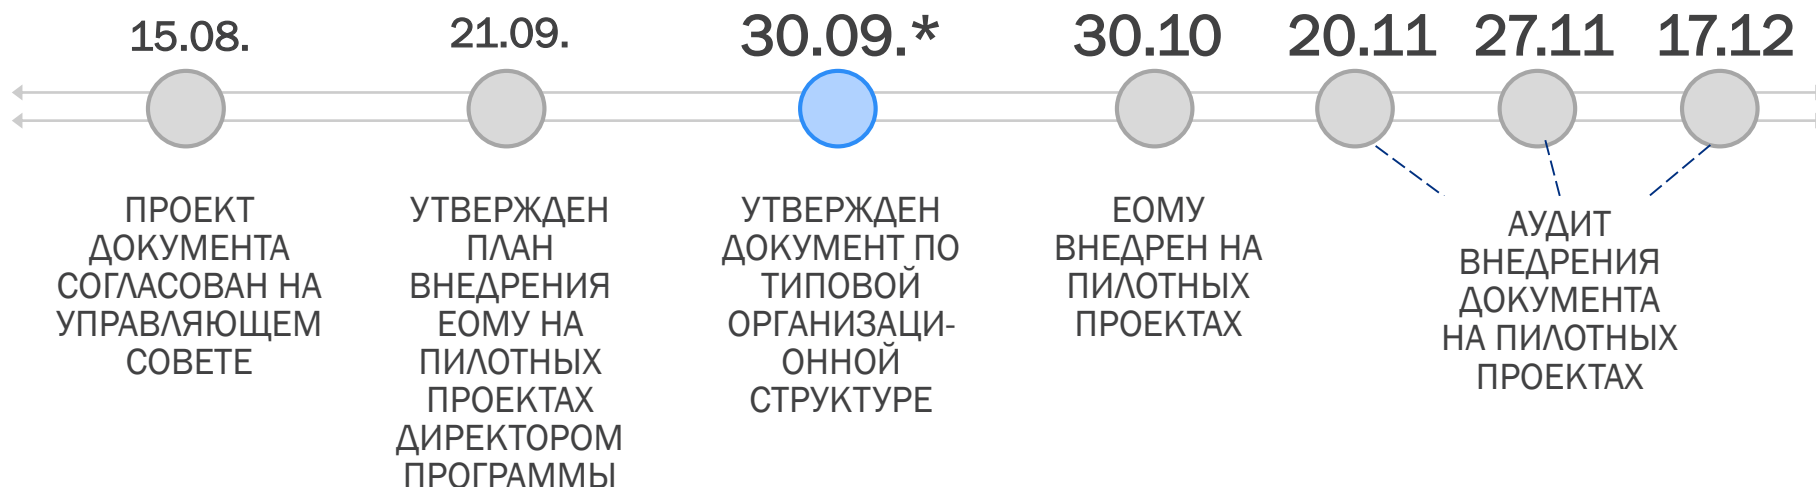 15.08.
21.09.
30.09.*
30.10
20.11
27.11
17.12
ПРОЕКТ
ДОКУМЕНТА
СОГЛАСОВАН НА
УПРАВЛЯЮЩЕМ
СОВЕТЕ
УТВЕРЖДЕН
ПЛАН
ВНЕДРЕНИЯ
ЕОМУ НА
ПИЛОТНЫХ
ПРОЕКТАХ
ДИРЕКТОРОМ
ПРОГРАММЫ
УТВЕРЖДЕН
ДОКУМЕНТ ПО
ТИПОВОЙ
ОРГАНИЗАЦИ-
ОННОЙ
СТРУКТУРЕ
ЕОМУ
ВНЕДРЕН НА
ПИЛОТНЫХ
ПРОЕКТАХ
АУДИТ
ВНЕДРЕНИЯ
ДОКУМЕНТА
НА ПИЛОТНЫХ
ПРОЕКТАХ